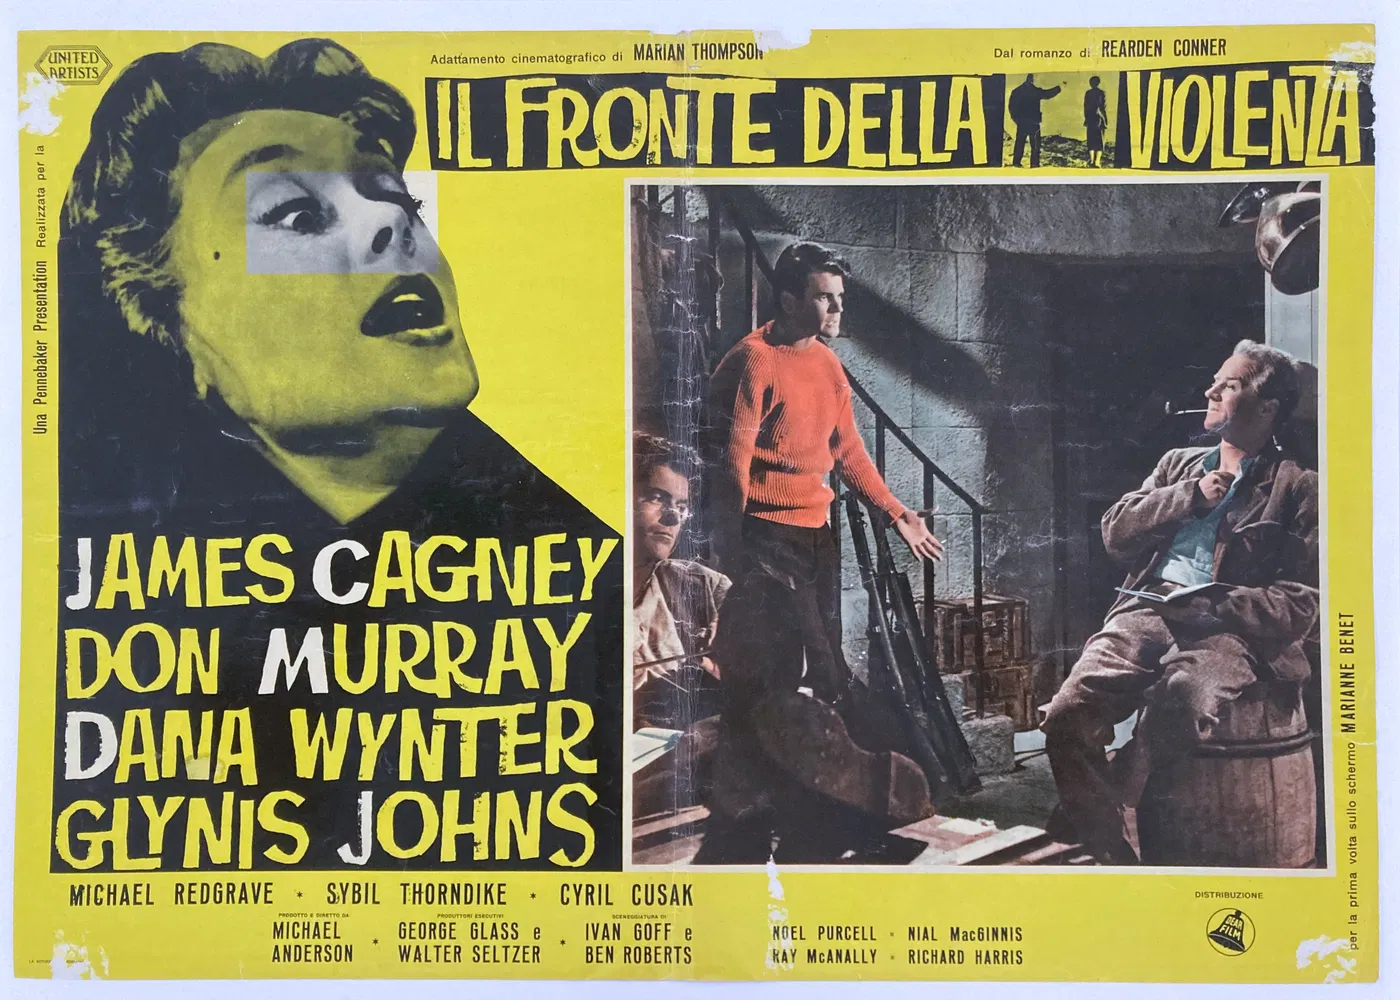 UNITED
ARTISTS
Adattamento cinematografico di MARIAN THOMPSON
Dal romanzo di REARDEN CONNER
IL FRONTE DELLA VIOLENZA
Una Pennebaker Presentation Realizzata per la
JAMES CAGNEY
DON MURRAY
DANA WYNTER
GLYNIS JOHNS
per la prima volta sullo schermo MARIANNE BENET
MICHAEL REDGRAVE * SYBIL THORNDIKE * CYRIL CUSAK
PRODOTTO E DIRETTO DA
MICHAEL
ANDERSON
*
PRODUTTORI ESECUTIVI
GEORGE GLASS e
WALTER SELTZER
*
SCENEGGIATURA DI
IVAN GOFF e
BEN ROBERTS
NOEL PURCELL * NIAL MacGINNIS
RAY McANALLY * RICHARD HARRIS
DISTRIBUZIONE
DEAR
FILM